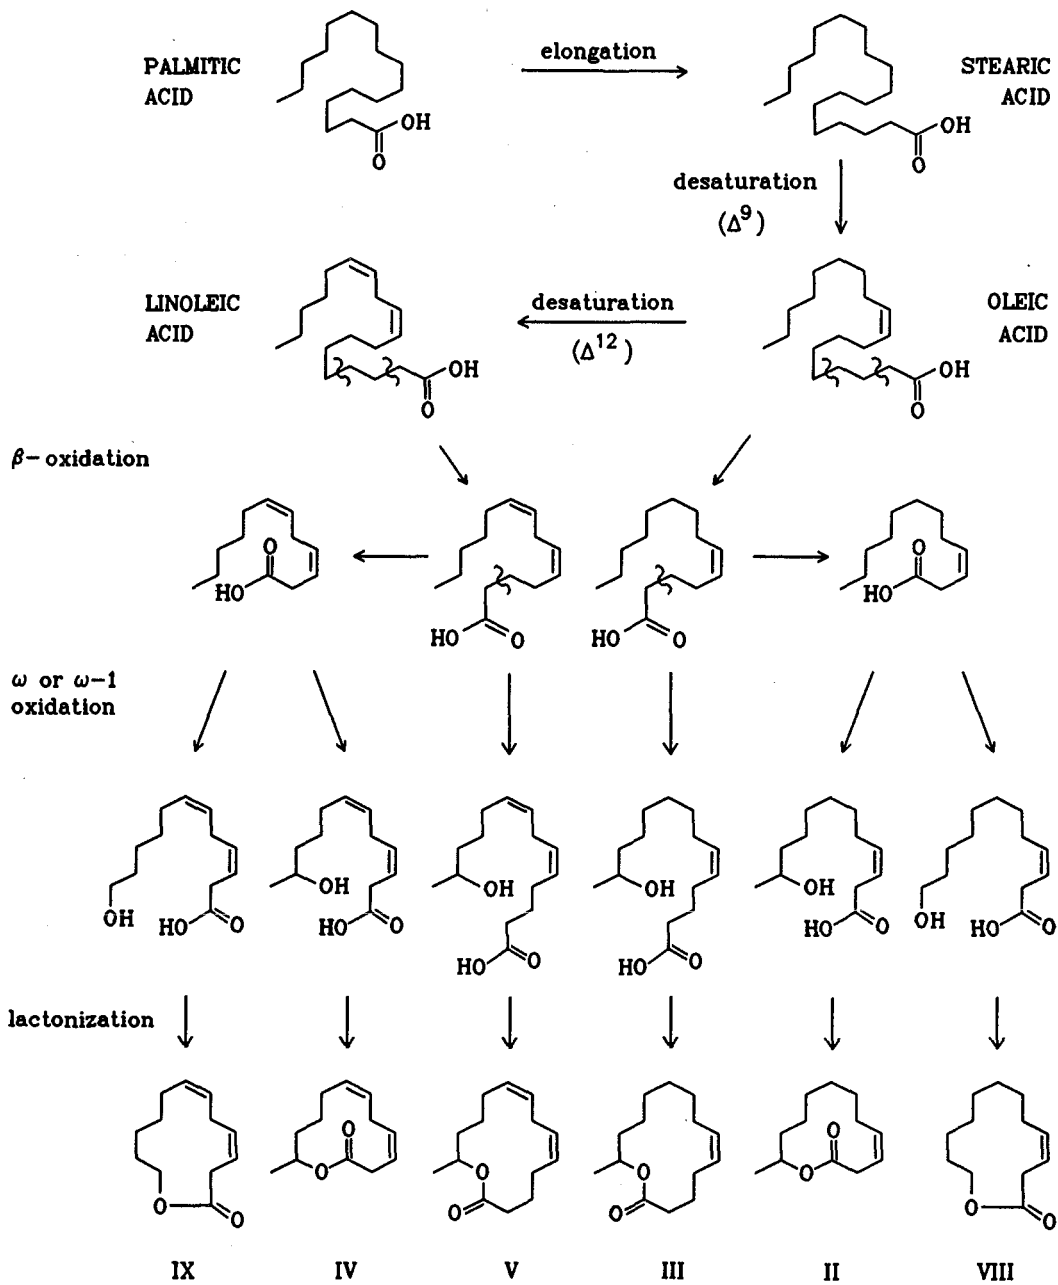 PALMITIC
ACID
OH
O
elongation
STEARIC
ACID
OH
O
desaturation
(Δ9)
LINOLEIC
ACID
OH
O
desaturation
(Δ12)
OLEIC
ACID
OH
O
β-oxidation
O
HO
HO
O
HO
O
O
HO
ω or ω-1
oxidation
OH
HO
O
OH
HO
O
OH
HO
O
OH
HO
O
OH
HO
O
OH
HO
O
lactonization
O
O
O
O
O
O
O
O
O
O
O
O
IX
IV
V
III
II
VIII